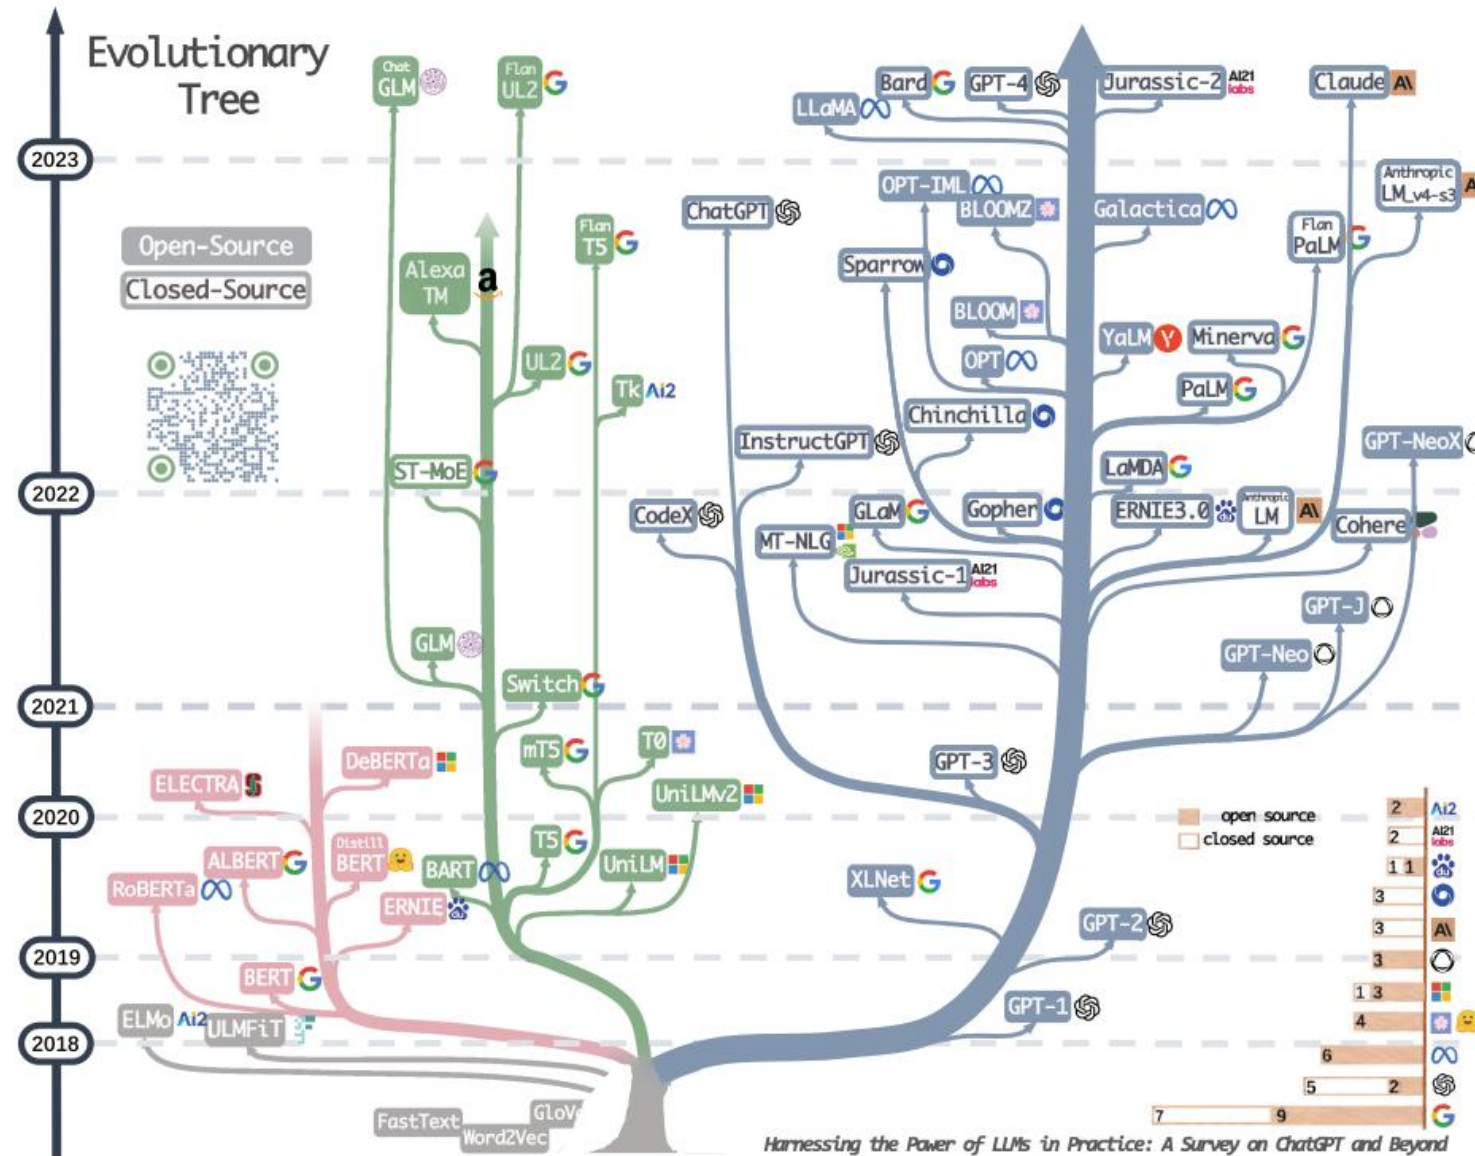 Evolutionary
Tree
2023
2022
2021
2020
2019
2018
Open-Source
Closed-Source
Chat
GLM
Flan
UL2
Alexa
TM
a
Flan
T5
UL2
Tk
Ai2
ST-MoE
GLM
Switch
mT5
T0
UniLMv2
T5
BART
UniLM
DeBERTa
ELECTRA
Distill
BERT
ALBERT
RoBERTa
ERNIE
du
BERT
ELMo
Ai2
ULMFiT
FastText
Word2Vec
GloVe
LLaMA
Bard
GPT-4
Jurassic-2
AI21
labs
Claude
A\
Anthropic
LM_v4-s3
OPT-IML
BLOOMZ
Galactica
ChatGPT
Flan
PaLM
Sparrow
BLOOM
YaLM
Y
Minerva
OPT
PaLM
Chinchilla
InstructGPT
GPT-NeoX
LaMDA
CodeX
GLaM
Gopher
ERNIE3.0
du
Anthropic
LM
A\
Cohere
MT-NLG
Jurassic-1
AI21
labs
GPT-J
GPT-Neo
GPT-3
XLNet
GPT-2
GPT-1
open source
closed source
2 Ai2
2 AI21 labs
1 1 du
3
3 A\
3
1 3
4
6
5 2
7 9
Harnessing the Power of LLMs in Practice: A Survey on ChatGPT and Beyond